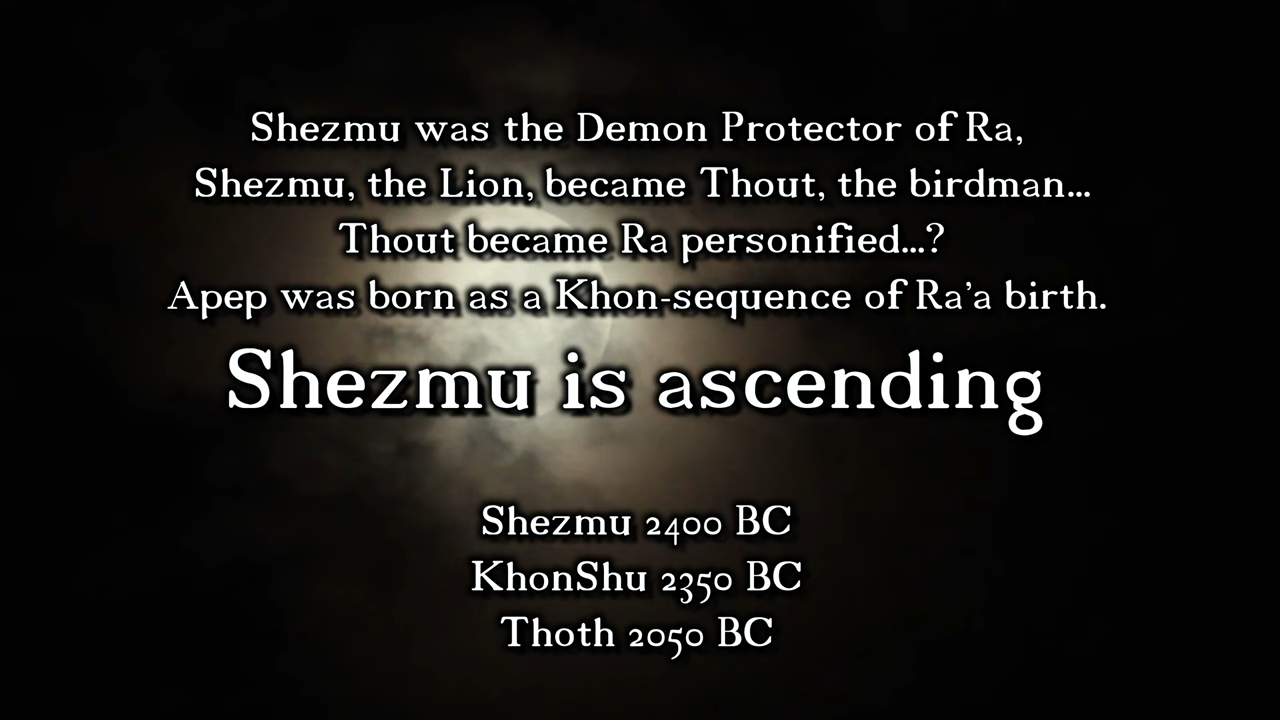 Shezmu was the Demon Protector of Ra,
Shezmu, the Lion, became Thout, the birdman...
Thout became Ra personified...?
Apep was born as a Khon-sequence of Ra'a birth.
Shezmu is ascending
Shezmu 2400 BC
KhonShu 2350 BC
Thoth 2050 BC